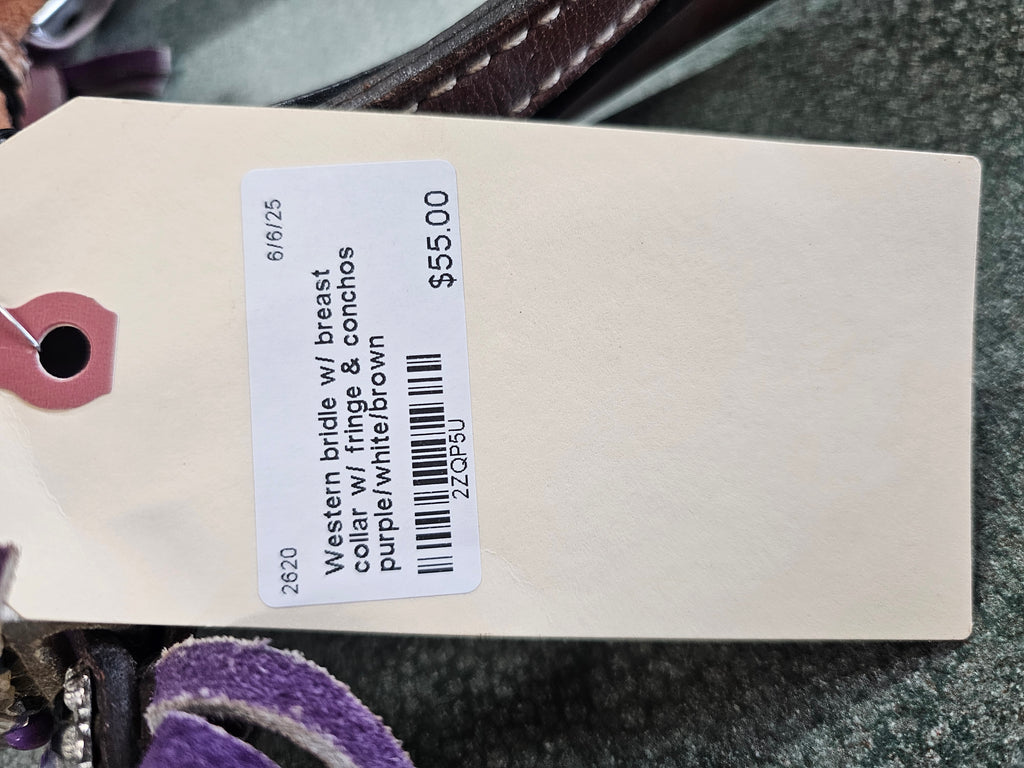 2620 6/6/25
Western bridle w/ breast
collar w/ fringe & conchos
purple/white/brown
$55.00
2ZQP5U